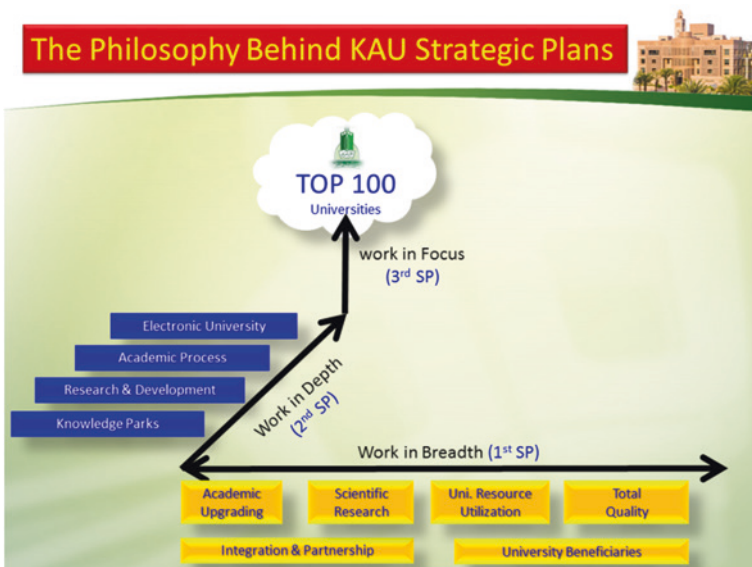 The Philosophy Behind KAU Strategic Plans
TOP 100
Universities
work in Focus
(3rd SP)
Electronic University
Academic Process
Research & Development
Knowledge Parks
Work in Depth
(2nd SP)
Work in Breadth (1st SP)
Academic
Upgrading
Scientific
Research
Uni. Resource
Utilization
Total
Quality
Integration & Partnership
University Beneficiaries